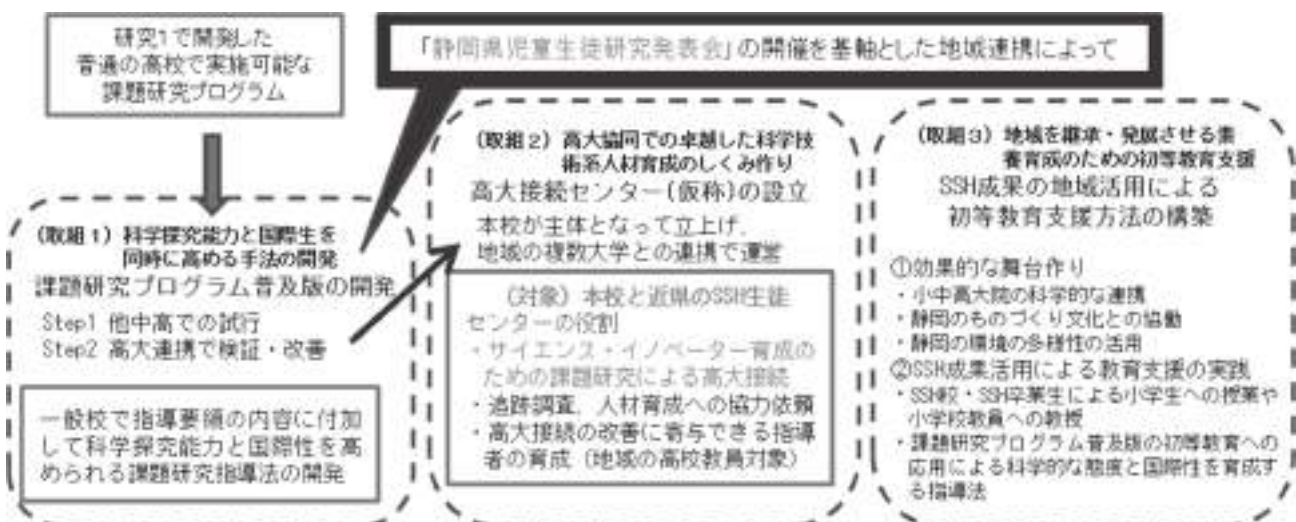 研究1で開発した
普通の高校で実施可能な
課題研究プログラム
「静岡県児童生徒研究発表会」の開催を基軸とした地域連携によって
(取組1) 科学探究能力と国際生を
同時に高める手法の開発
課題研究プログラム普及版の開発
Step1 他中高での試行
Step2 高大連携で検証・改善
一般校で指導要領の内容に付加
して科学探究能力と国際性を高
められる課題研究指導法の開発
(取組2) 高大協同での卓越した科学技
術系人材育成のしくみ作り
高大接続センター(仮称)の設立
本校が主体となって立上げ,
地域の複数大学との連携で運営
(対象) 本校と近県のSSH生徒
センターの役割
・サイエンス・イノベーター育成の
ための課題研究による高大接続
・追跡調査, 人材育成への協力依頼
・高大接続の改善に寄与できる指導
者の育成 (地域の高校教員対象)
(取組3) 地域を継承・発展させる素
養育成のための初等教育支援
SSH成果の地域活用による
初等教育支援方法の構築
①効果的な舞台作り
・小中高大院の科学的な連携
・静岡のものづくり文化との協働
・静岡の環境の多様性の活用
②SSH成果活用による教育支援の実践
・SSH校・SSH卒業生による小学生への授業や
小学校教員への教授
・課題研究プログラム普及版の初等教育への
応用による科学的な態度と国際性を育成す
る指導法